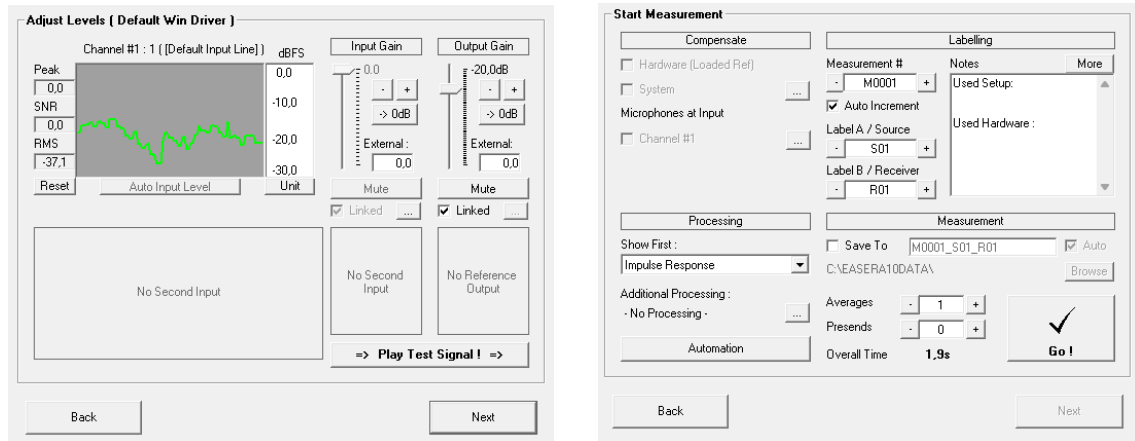 Adjust Levels ( Default Win Driver )
Channel #1 : 1 ( [Default Input Line] )
dBFS
Peak
0,0
SNR
0,0
RMS
-37,1
Reset
Auto Input Level
0,0
-10,0
-20,0
-30,0
Unit
Input Gain
0.0
- +
-> 0dB
External :
0,0
Mute
Linked ...
Output Gain
-20,0dB
- +
-> 0dB
External:
0,0
Mute
Linked ...
No Second Input
No Second
Input
No Reference
Output
=> Play Test Signal ! =>
Back
Next
Start Measurement
Compensate
Hardware (Loaded Ref)
System ...
Microphones at Input
Channel #1 ...
Labelling
Measurement #
- M0001 +
Auto Increment
Label A / Source
- S01 +
Label B / Receiver
- R01 +
Notes
More
Used Setup:
Used Hardware :
Processing
Show First :
Impulse Response
Additional Processing :
- No Processing - ...
Automation
Measurement
Save To M0001_S01_R01 Auto
C:\EASERA10DATA\ Browse
Averages - 1 +
Presends - 0 +
Overall Time 1,9s
Go !
Back
Next